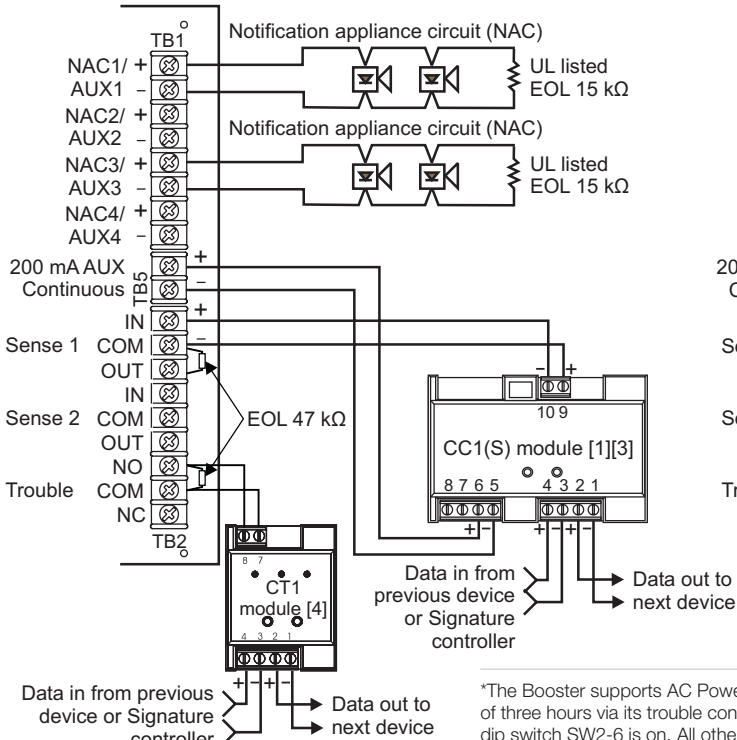 TB1
Notification appliance circuit (NAC)
NAC1/ +
AUX1 –
UL listed
EOL 15 kΩ
NAC2/ +
AUX2 –
Notification appliance circuit (NAC)
NAC3/ +
AUX3 –
UL listed
EOL 15 kΩ
NAC4/ +
AUX4 –
200 mA AUX
Continuous
TB5
+
–
+
–
IN
Sense 1 COM
OUT
IN
Sense 2 COM
OUT
EOL 47 kΩ
NO
Trouble COM
NC
TB2
– +
10 9
CC1(S) module [1][3]
8 7 6 5 4 3 2 1
+ – + – + –
Data in from
previous device
or Signature
controller
Data out to
next device
8 7
CT1
module [4]
4 3 2 1
+ – + –
Data in from previous
device or Signature
controller
Data out to
next device
*The Booster supports AC Powe
of three hours via its trouble con
dip switch SW2-6 is on. All othe
20
C
Se
Se
Tr